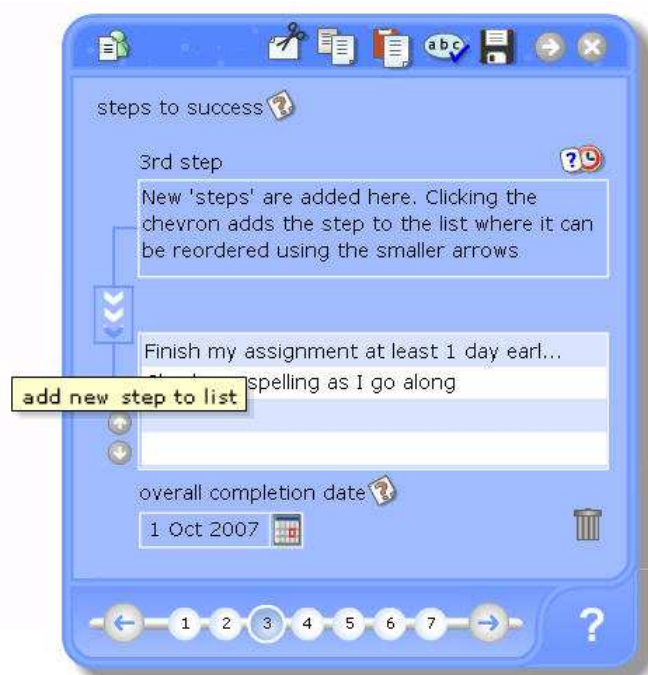 abc
steps to success
3rd step
New 'steps' are added here. Clicking the
chevron adds the step to the list where it can
be reordered using the smaller arrows
Finish my assignment at least 1 day earl...
spelling as I go along
add new step to list
overall completion date
1 Oct 2007
1 2 3 4 5 6 7
?